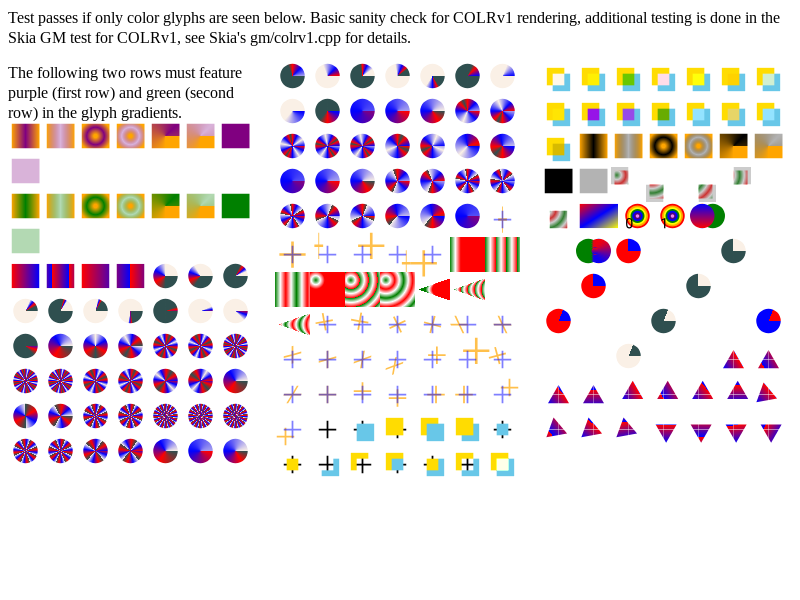 Test passes if only color glyphs are seen below. Basic sanity check for COLRv1 rendering, additional testing is done in the
Skia GM test for COLRv1, see Skia's gm/colrv1.cpp for details.
The following two rows must feature
purple (first row) and green (second
row) in the glyph gradients.
0 1